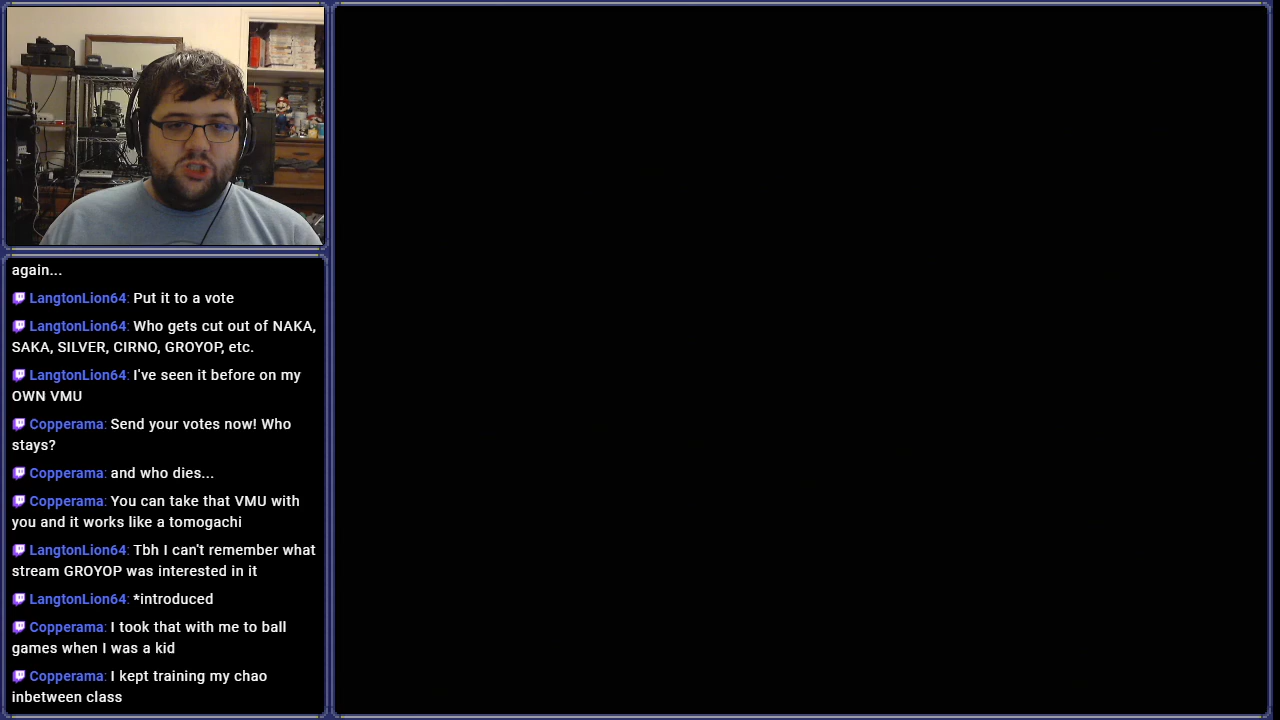 again...
LangtonLion64: Put it to a vote
LangtonLion64: Who gets cut out of NAKA,
SAKA, SILVER, CIRNO, GROYOP, etc.
LangtonLion64: I've seen it before on my
OWN VMU
Copperama: Send your votes now! Who
stays?
Copperama: and who dies...
Copperama: You can take that VMU with
you and it works like a tomogachi
LangtonLion64: Tbh I can't remember what
stream GROYOP was interested in it
LangtonLion64: *introduced
Copperama: I took that with me to ball
games when I was a kid
Copperama: I kept training my chao
inbetween class